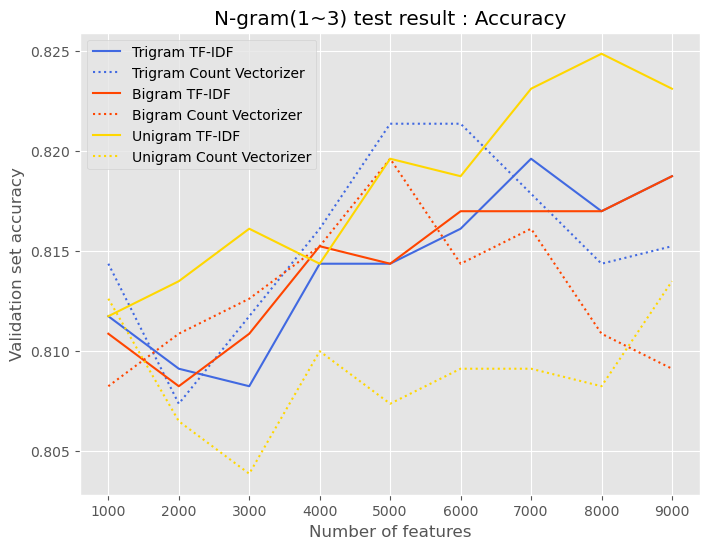 N-gram(1~3) test result : Accuracy
Trigram TF-IDF
Trigram Count Vectorizer
Bigram TF-IDF
Bigram Count Vectorizer
Unigram TF-IDF
Unigram Count Vectorizer
Validation set accuracy
0.825
0.820
0.815
0.810
0.805
1000 2000 3000 4000 5000 6000 7000 8000 9000
Number of features